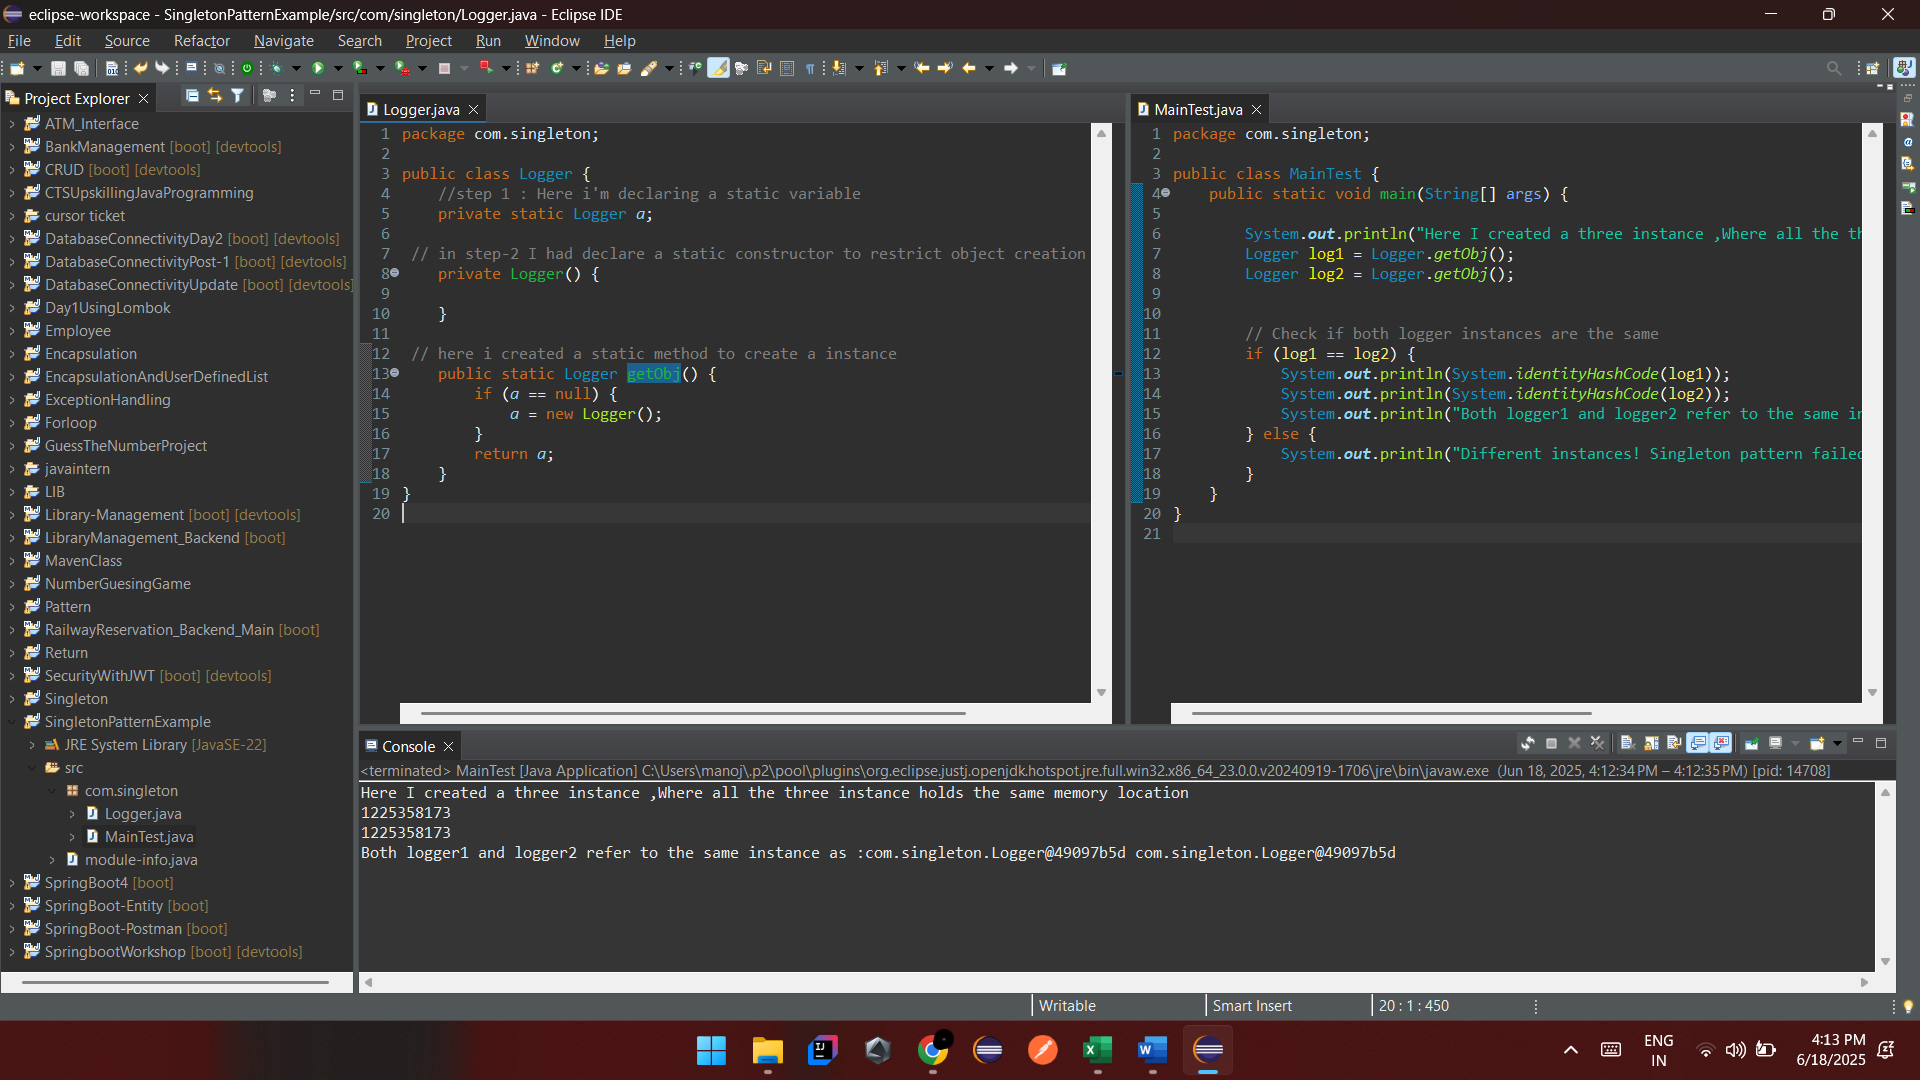 eclipse-workspace - SingletonPatternExample/src/com/singleton/Logger.java - Eclipse IDE
File Edit Source Refactor Navigate Search Project Run Window Help
Project Explorer
ATM_Interface
BankManagement [boot] [devtools]
CRUD [boot] [devtools]
CTSUpskillingJavaProgramming
cursor ticket
DatabaseConnectivityDay2 [boot] [devtools]
DatabaseConnectivityPost-1 [boot] [devtools]
DatabaseConnectivityUpdate [boot] [devtools]
Day1UsingLombok
Employee
Encapsulation
EncapsulationAndUserDefinedList
ExceptionHandling
Forloop
GuessTheNumberProject
javaintern
LIB
Library-Management [boot] [devtools]
LibraryManagement_Backend [boot]
MavenClass
NumberGuesingGame
Pattern
RailwayReservation_Backend_Main [boot]
Return
SecurityWithJWT [boot] [devtools]
Singleton
SingletonPatternExample
JRE System Library [JavaSE-22]
src
com.singleton
Logger.java
MainTest.java
module-info.java
SpringBoot4 [boot]
SpringBoot-Entity [boot]
SpringBoot-Postman [boot]
SpringbootWorkshop [boot] [devtools]
Logger.java
1 package com.singleton;
2
3 public class Logger {
4 //step 1 : Here i'm declaring a static variable
5 private static Logger a;
6
7 // in step-2 I had declare a static constructor to restrict object creation
8 private Logger() {
9
10 }
11
12 // here i created a static method to create a instance
13 public static Logger getObj() {
14 if (a == null) {
15 a = new Logger();
16 }
17 return a;
18 }
19 }
20
MainTest.java
1 package com.singleton;
2
3 public class MainTest {
4 public static void main(String[] args) {
5
6 System.out.println("Here I created a three instance ,Where all the th
7 Logger log1 = Logger.getObj();
8 Logger log2 = Logger.getObj();
9
10
11 // Check if both logger instances are the same
12 if (log1 == log2) {
13 System.out.println(System.identityHashCode(log1));
14 System.out.println(System.identityHashCode(log2));
15 System.out.println("Both logger1 and logger2 refer to the same in
16 } else {
17 System.out.println("Different instances! Singleton pattern failed
18 }
19 }
20 }
21
Console
<terminated> MainTest [Java Application] C:\Users\manoj\.p2\pool\plugins\org.eclipse.justj.openjdk.hotspot.jre.full.win32.x86_64_23.0.0.v20240919-1706\jre\bin\javaw.exe (Jun 18, 2025, 4:12:34 PM – 4:12:35 PM) [pid: 14708]
Here I created a three instance ,Where all the three instance holds the same memory location
1225358173
1225358173
Both logger1 and logger2 refer to the same instance as :com.singleton.Logger@49097b5d com.singleton.Logger@49097b5d
Writable Smart Insert 20 : 1 : 450
ENG
IN
4:13 PM
6/18/2025